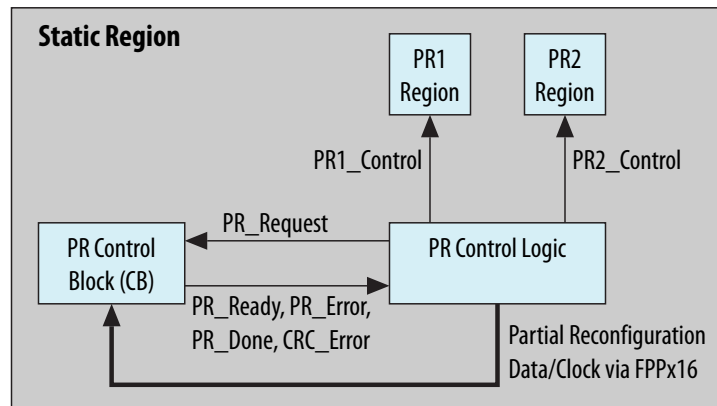 Static Region
PR1
Region
PR2
Region
PR1_Control
PR2_Control
PR_Request
PR Control
Block (CB)
PR Control Logic
PR_Ready, PR_Error,
PR_Done, CRC_Error
Partial Reconfiguration
Data/Clock via FPPx16